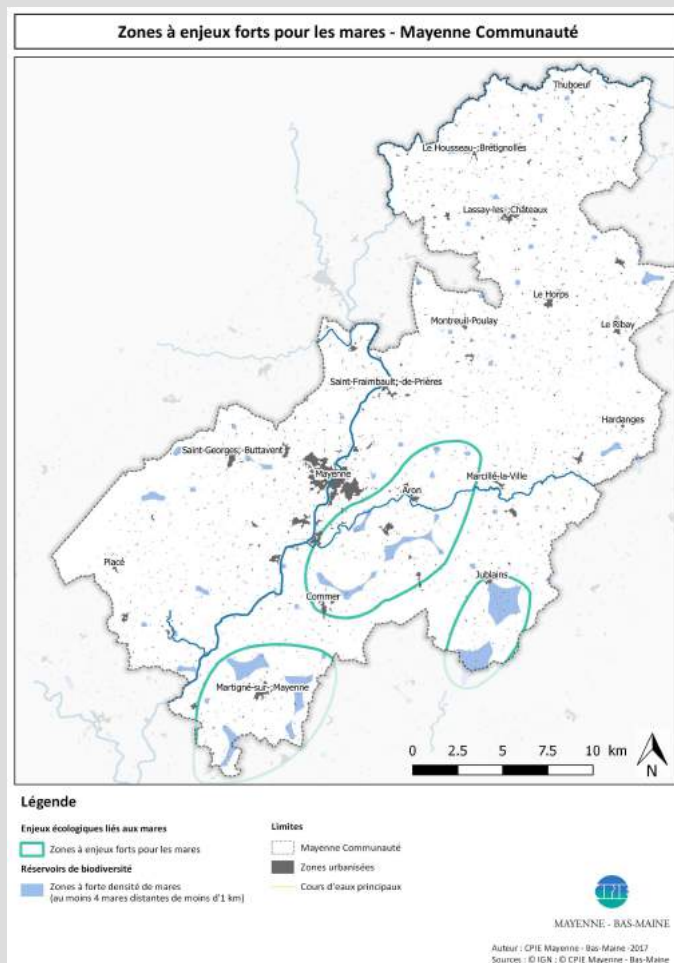 Zones à enjeux forts pour les mares - Mayenne Communauté
Thuboeuf
Le Housseau-;Brétignolles
Lassay-les-;Châteaux
Le Horps
Montreuil-Poulay
Le Ribay
Saint-Fraimbault;-de-Prières
Hardanges
Saint-Georges;-Buttavent
Mayenne
Aron
Marcillé-la-Ville
Placé
Jublains
Commer
Martigné-sur-;Mayenne
0 2.5 5 7.5 10 km
N
Légende
Enjeux écologiques liés aux mares
Zones à enjeux forts pour les mares
Réservoirs de biodiversité
Zones à forte densité de mares
(au moins 4 mares distantes de moins d'1 km)
Limites
Mayenne Communauté
Zones urbanisées
Cours d'eaux principaux
CPIE
MAYENNE - BAS-MAINE
Auteur : CPIE Mayenne - Bas-Maine -2017
Sources : © IGN ; © CPIE Mayenne - Bas-Maine